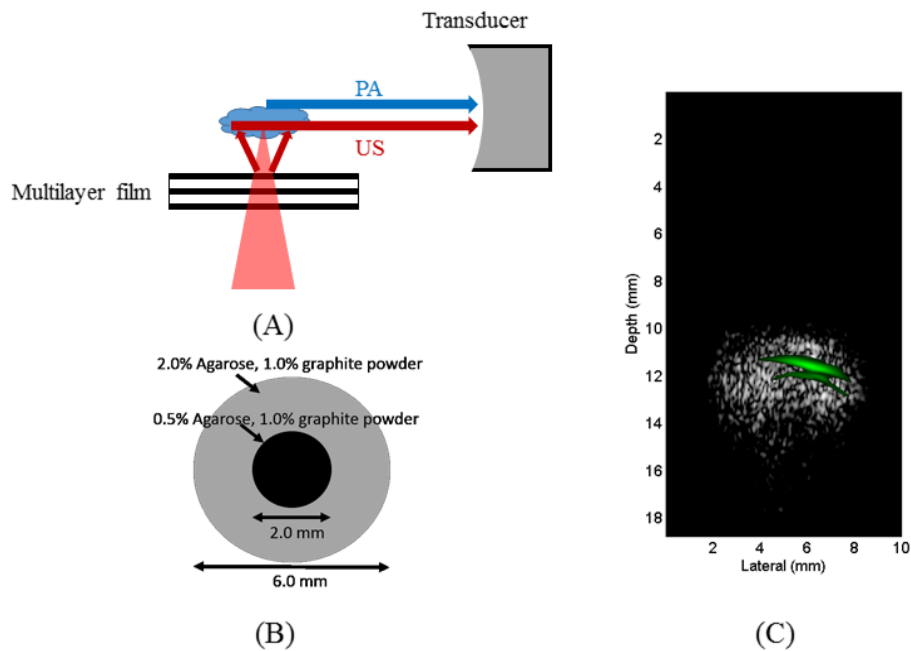 Transducer
PA
US
Multilayer film
(A)
2.0% Agarose, 1.0% graphite powder
0.5% Agarose, 1.0% graphite powder
2.0 mm
6.0 mm
(B)
Depth (mm)
2
4
6
8
10
12
14
16
18
2 4 6 8 10
Lateral (mm)
(C)